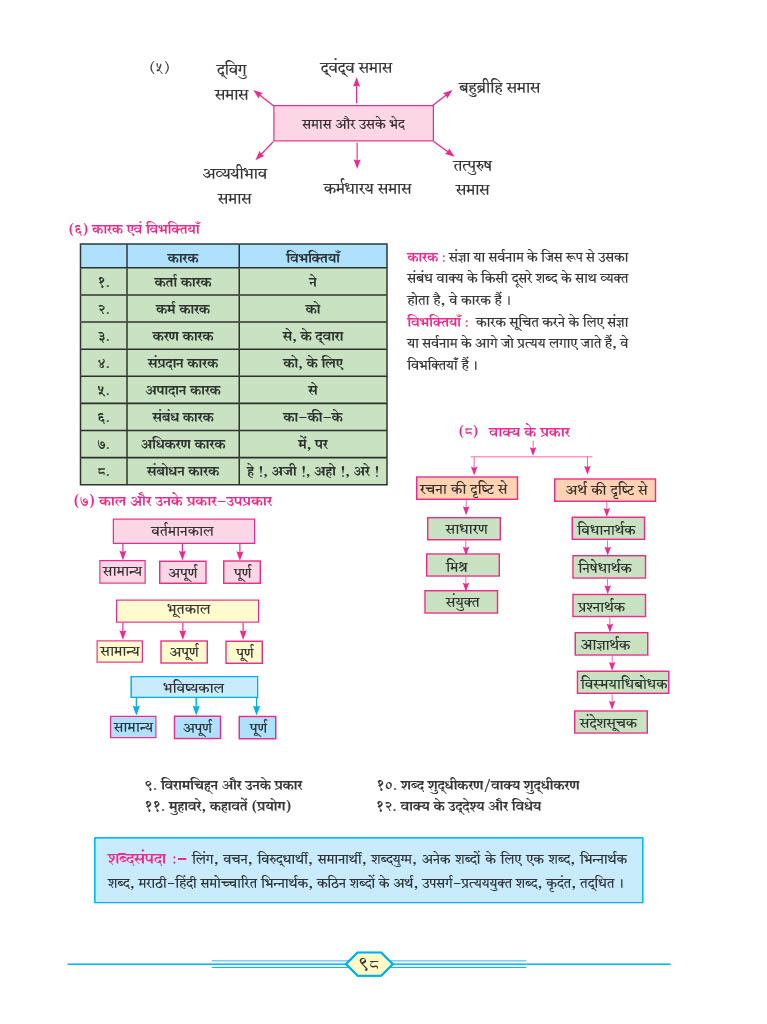 (५)
द्‌विगु
समास
द्‌वंद्‌व समास
बहुब्रीहि समास
समास और उसके भेद
अव्ययीभाव
समास
कर्मधारय समास
तत्पुरुष
समास
(६) कारक एवं विभक्तियाँ
कारक विभक्तियाँ
१. कर्ता कारक ने
२. कर्म कारक को
३. करण कारक से, के द्‌वारा
४. संप्रदान कारक को, के लिए
५. अपादान कारक से
६. संबंध कारक का-की-के
७. अधिकरण कारक में, पर
८. संबोधन कारक हे !, अजी !, अहो !, अरे !
कारक : संज्ञा या सर्वनाम के जिस रूप से उसका
संबंध वाक्य के किसी दूसरे शब्द के साथ व्यक्त
होता है, वे कारक हैं ।
विभक्तियाँ : कारक सूचित करने के लिए संज्ञा
या सर्वनाम के आगे जो प्रत्यय लगाए जाते हैं, वे
विभक्तियाँ हैं ।
(७) काल और उनके प्रकार-उपप्रकार
वर्तमानकाल
सामान्य अपूर्ण पूर्ण
भूतकाल
सामान्य अपूर्ण पूर्ण
भविष्यकाल
सामान्य अपूर्ण पूर्ण
(८) वाक्य के प्रकार
रचना की दृष्टि से
साधारण
मिश्र
संयुक्त
अर्थ की दृष्टि से
विधानार्थक
निषेधार्थक
प्रश्नार्थक
आज्ञार्थक
विस्मयाधिबोधक
संदेशसूचक
९. विरामचिह्‌न और उनके प्रकार १०. शब्द शुद्‌धीकरण/वाक्य शुद्‌धीकरण
११. मुहावरे, कहावतें (प्रयोग) १२. वाक्य के उद्‌देश्य और विधेय
शब्दसंपदा :– लिंग, वचन, विरुद्‌धार्थी, समानार्थी, शब्दयुग्म, अनेक शब्दों के लिए एक शब्द, भिन्नार्थक
शब्द, मराठी-हिंदी समोच्चारित भिन्नार्थक, कठिन शब्दों के अर्थ, उपसर्ग-प्रत्यययुक्त शब्द, कृदंत, तद्‌धित ।
९८